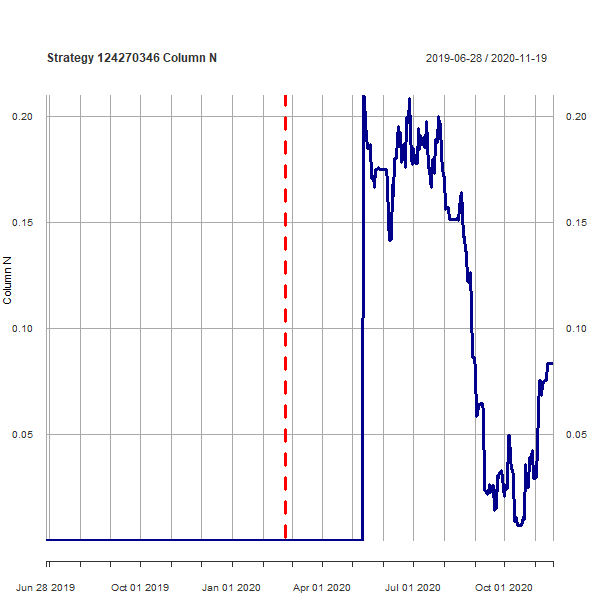 Strategy 124270346 Column N
2019-06-28 / 2020-11-19
0.20
0.20
0.15
0.15
0.10
0.10
0.05
0.05
Column N
Jun 28 2019
Oct 01 2019
Jan 01 2020
Apr 01 2020
Jul 01 2020
Oct 01 2020